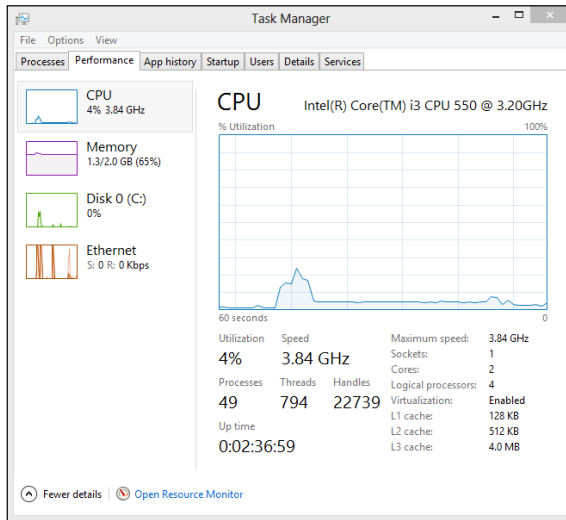 Task Manager
File Options View
Processes Performance App history Startup Users Details Services
CPU
4% 3.84 GHz
Memory
1.3/2.0 GB (65%)
Disk 0 (C:)
0%
Ethernet
S: 0 R: 0 Kbps
CPU Intel(R) Core(TM) i3 CPU 550 @ 3.20GHz
% Utilization 100%
60 seconds 0
Utilization Speed
4% 3.84 GHz
Processes Threads Handles
49 794 22739
Up time
0:02:36:59
Maximum speed: 3.84 GHz
Sockets: 1
Cores: 2
Logical processors: 4
Virtualization: Enabled
L1 cache: 128 KB
L2 cache: 512 KB
L3 cache: 4.0 MB
Fewer details Open Resource Monitor